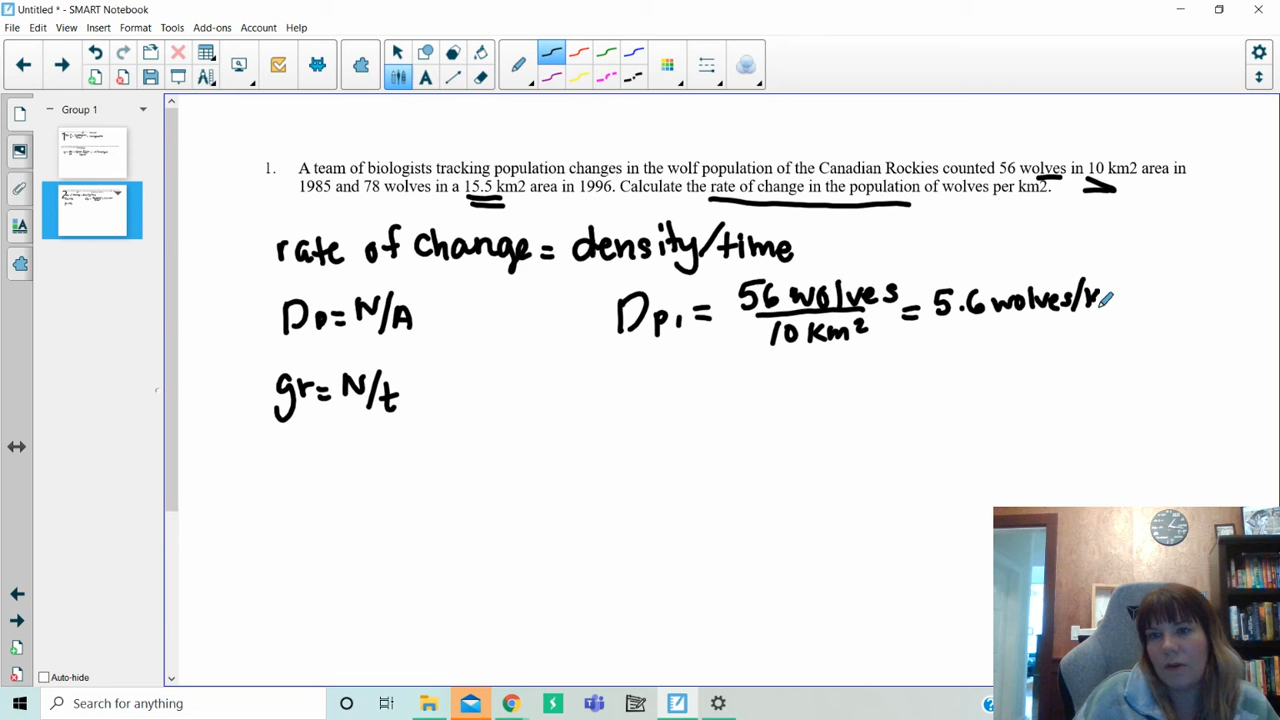 Untitled * - SMART Notebook
File Edit View Insert Format Tools Add-ons Account Help
Group 1
1. A team of biologists tracking population changes in the wolf population of the Canadian Rockies counted 56 wolves in 10 km2 area in
1985 and 78 wolves in a 15.5 km2 area in 1996. Calculate the rate of change in the population of wolves per km2.
rate of change = density/time
Dp = N/A
Dp1 = 56 wolves / 10 km² = 5.6 wolves/
gr = N/t
Auto-hide
Search for anything